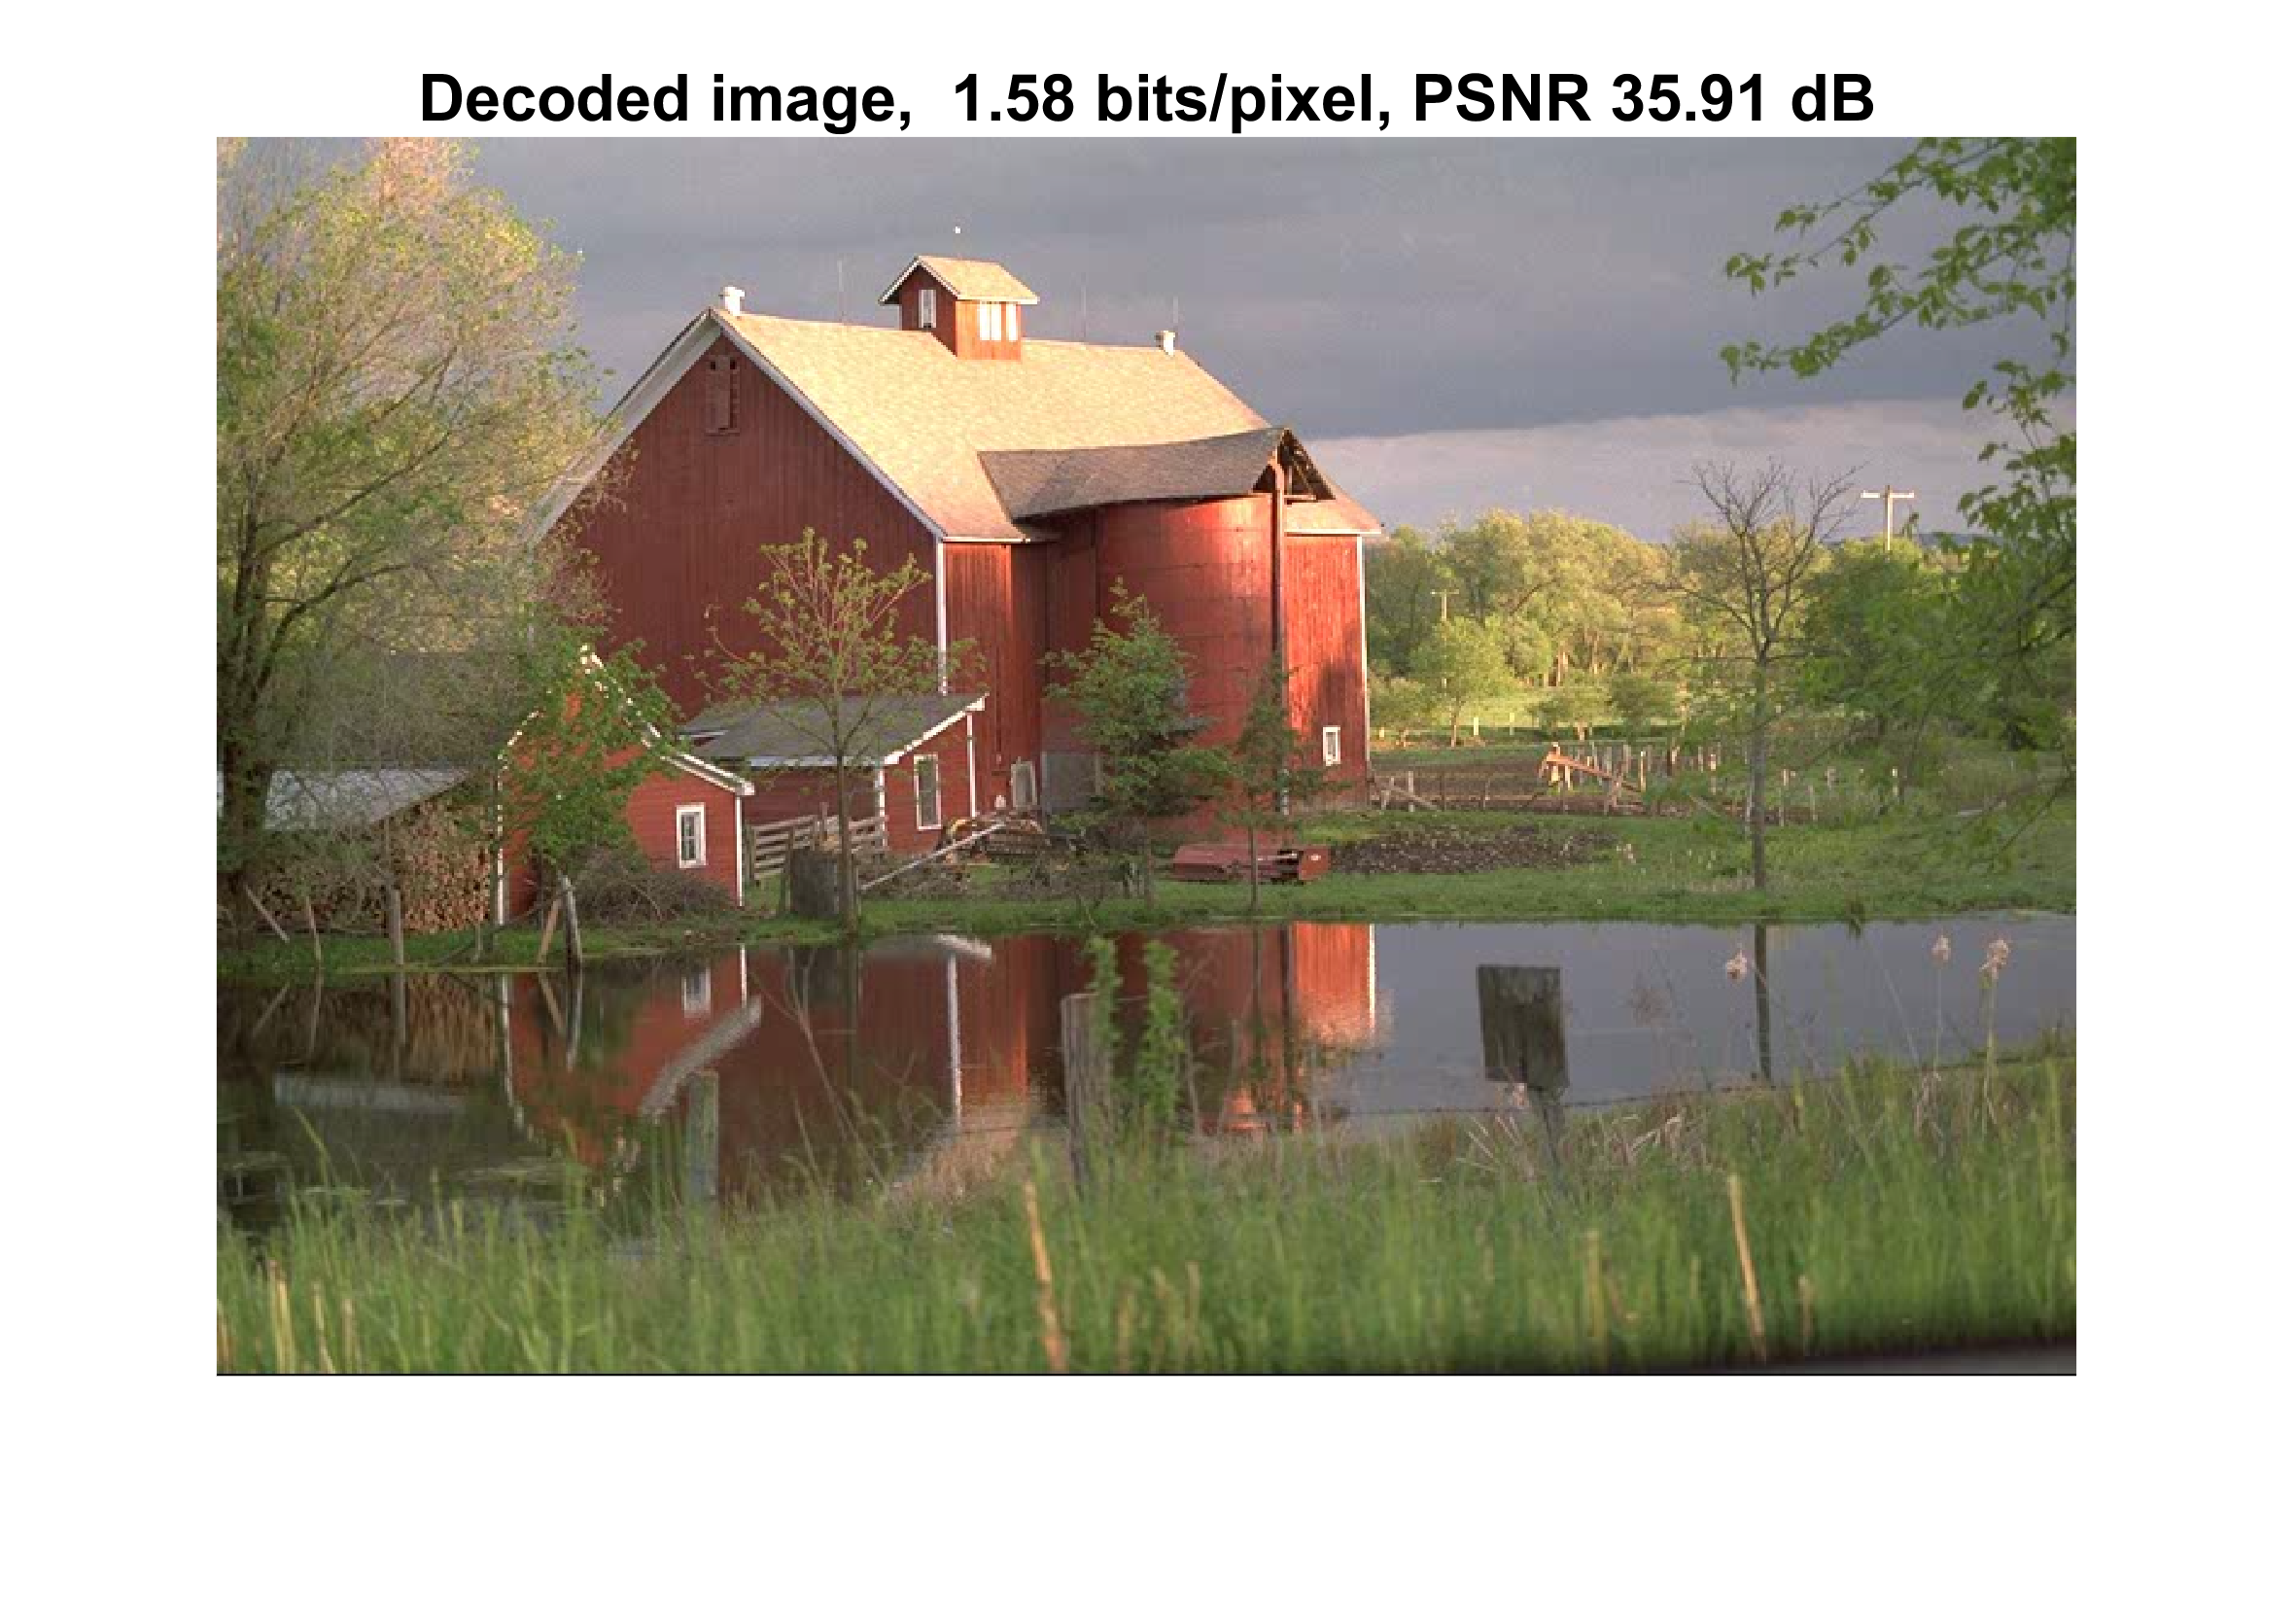 Decoded image,  1.58 bits/pixel, PSNR 35.91 dB